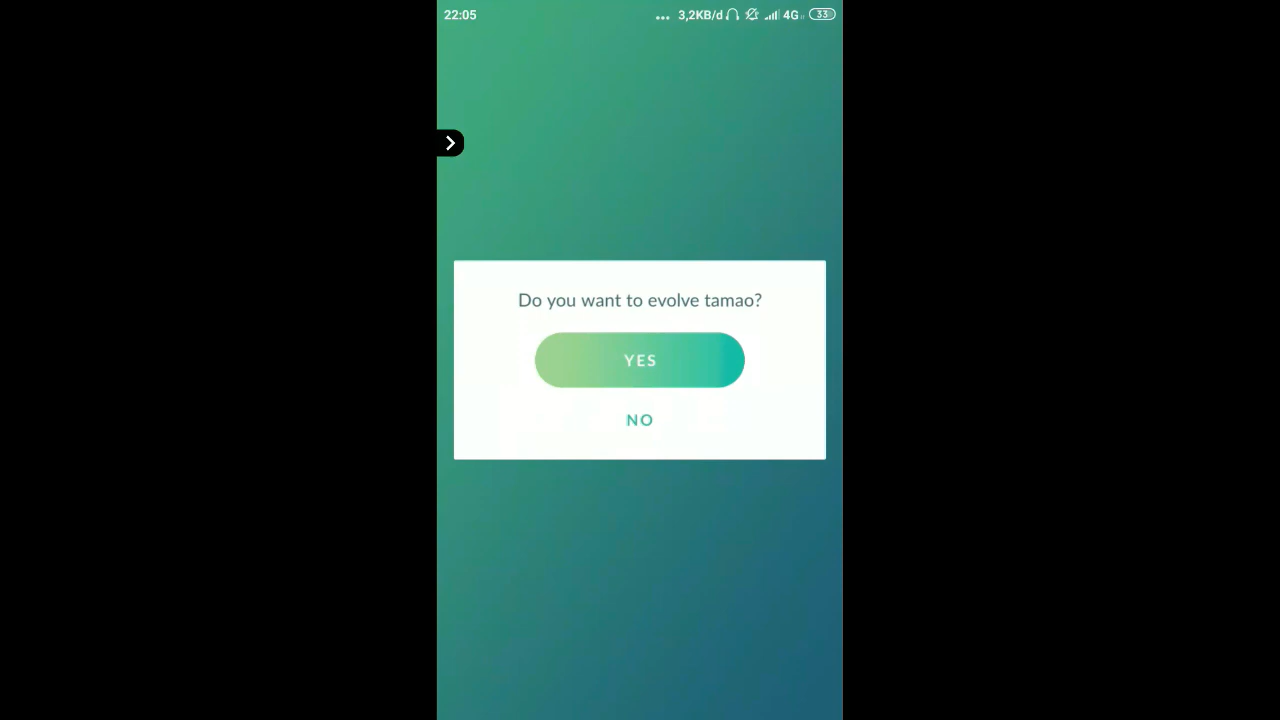 22:05 ... 3,2KB/d 4G 33
Do you want to evolve tamao?
YES
NO